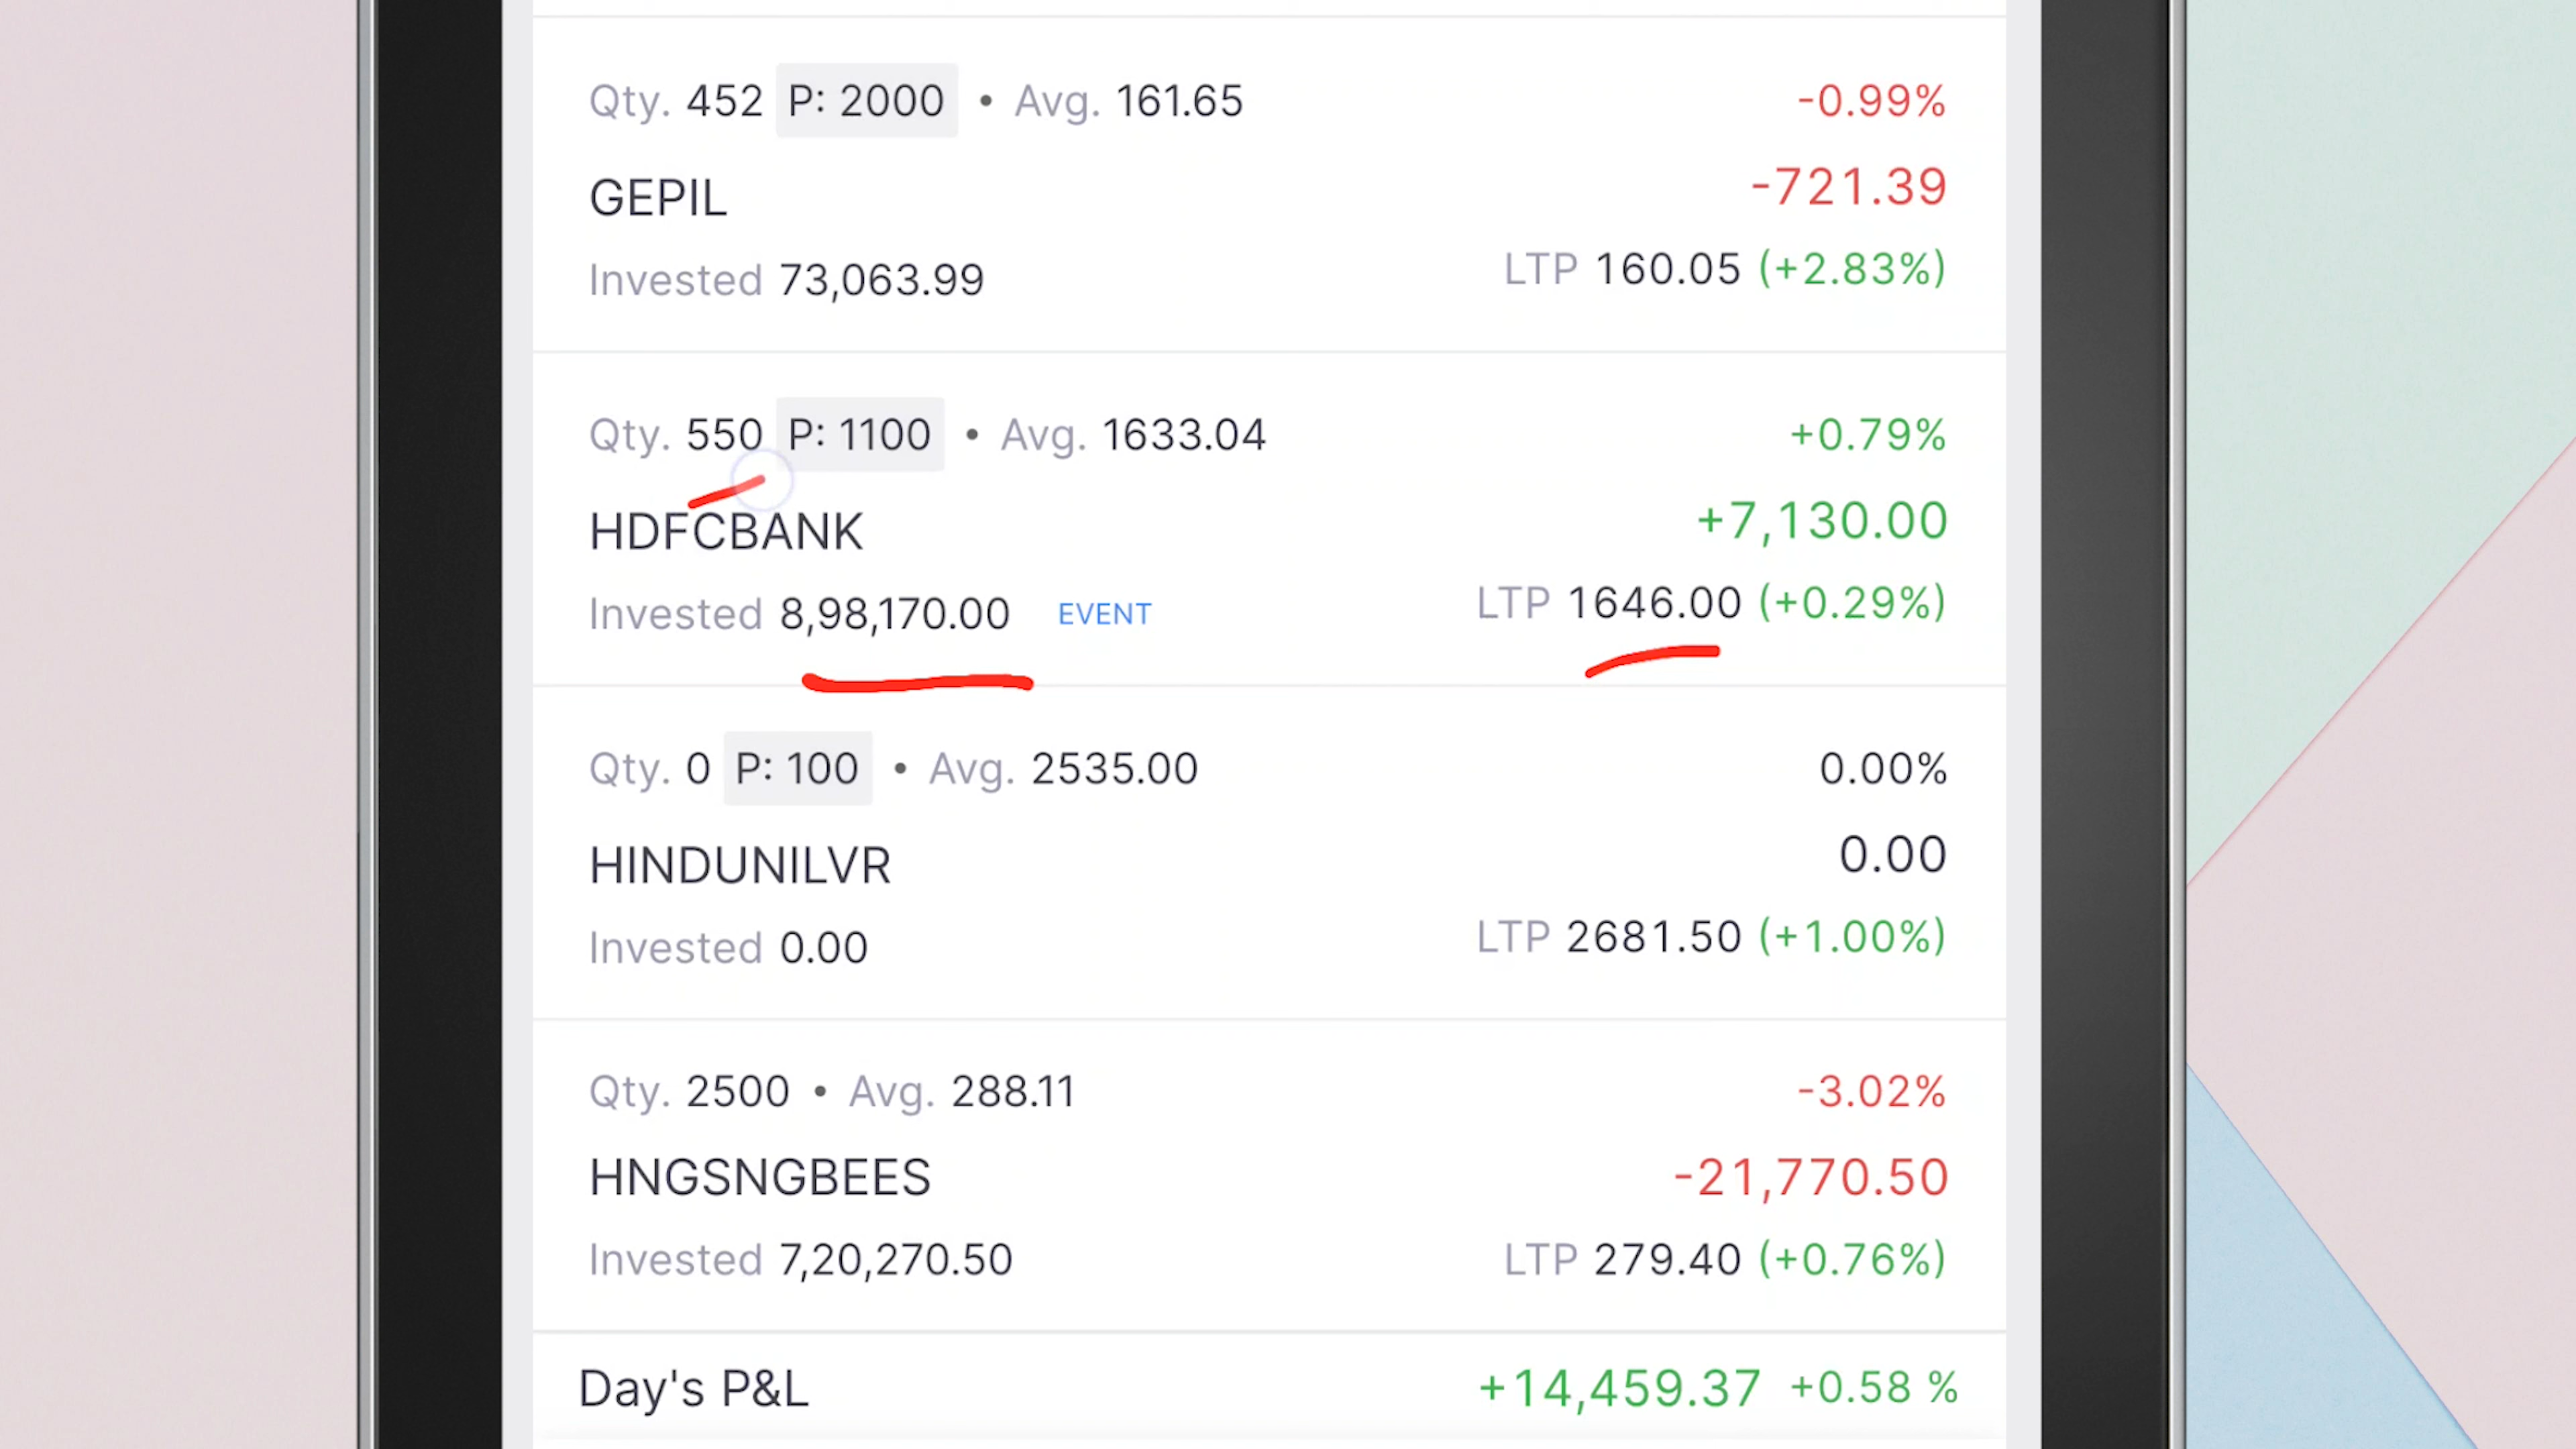 Qty. 452 P: 2000 • Avg. 161.65 -0.99%
GEPIL -721.39
Invested 73,063.99 LTP 160.05 (+2.83%)
Qty. 550 P: 1100 • Avg. 1633.04 +0.79%
HDFCBANK +7,130.00
Invested 8,98,170.00 EVENT LTP 1646.00 (+0.29%)
Qty. 0 P: 100 • Avg. 2535.00 0.00%
HINDUNILVR 0.00
Invested 0.00 LTP 2681.50 (+1.00%)
Qty. 2500 • Avg. 288.11 -3.02%
HNGSNGBEES -21,770.50
Invested 7,20,270.50 LTP 279.40 (+0.76%)
Day's P&L +14,459.37 +0.58 %